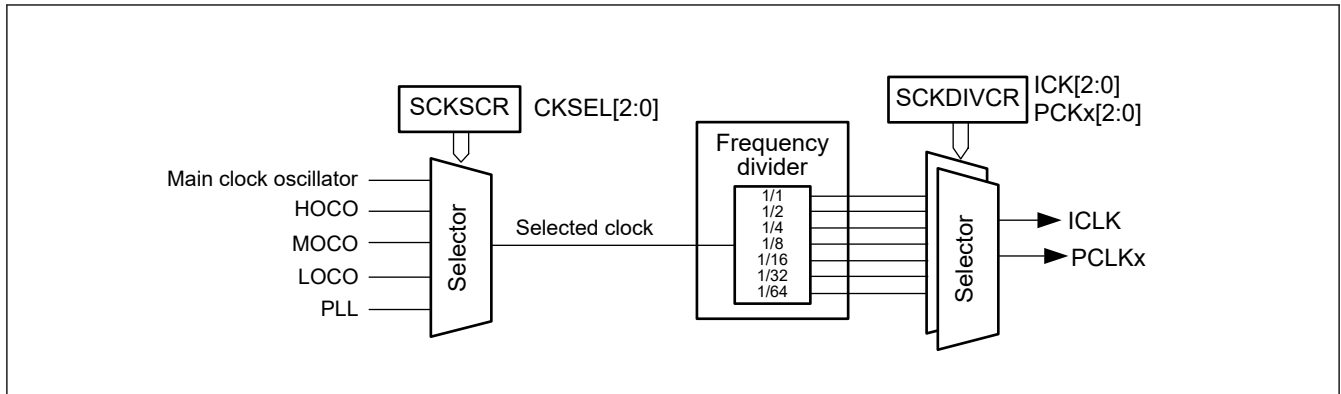 SCKSCR
CKSEL[2:0]
SCKDIVCR
ICK[2:0]
PCKx[2:0]
Main clock oscillator
HOCO
MOCO
LOCO
PLL
Selector
Selected clock
Frequency
divider
1/1
1/2
1/4
1/8
1/16
1/32
1/64
Selector
ICLK
PCLKx